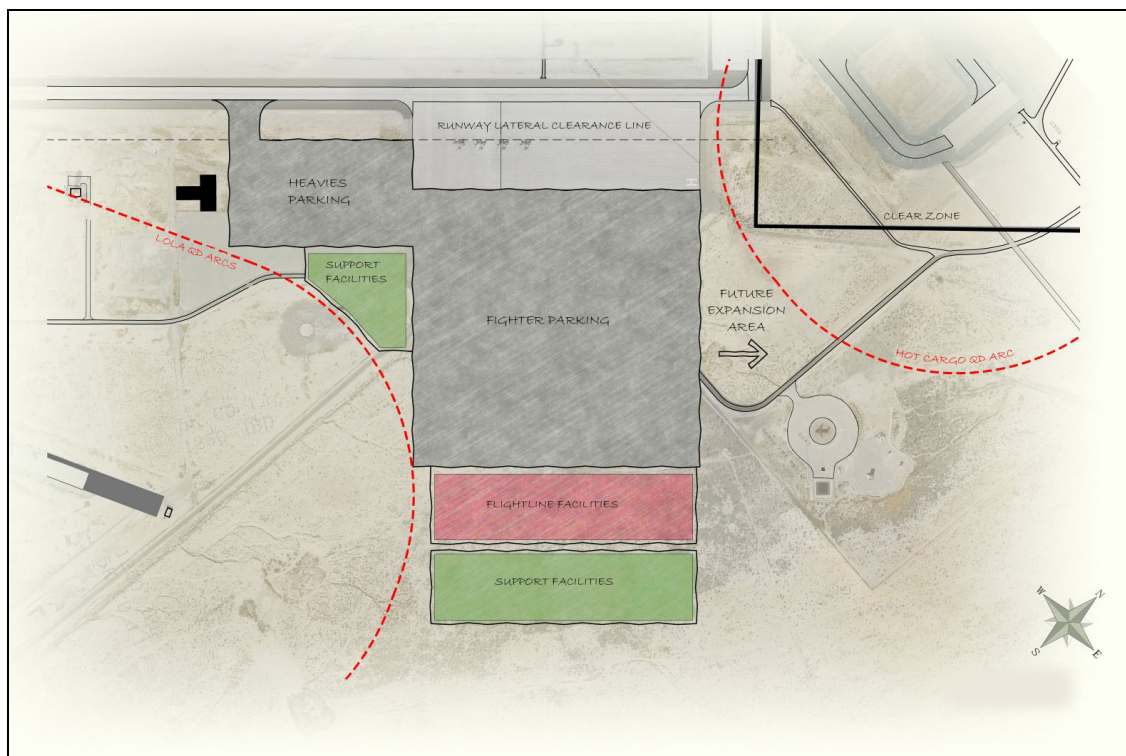 RUNWAY LATERAL CLEARANCE LINE
HEAVIES
PARKING
CLEAR ZONE
LOLA QD ARCS
SUPPORT
FACILITIES
FUTURE
EXPANSION
AREA
FIGHTER PARKING
HOT CARGO QD ARC
FLIGHTLINE FACILITIES
SUPPORT FACILITIES
W
N
S
E
H